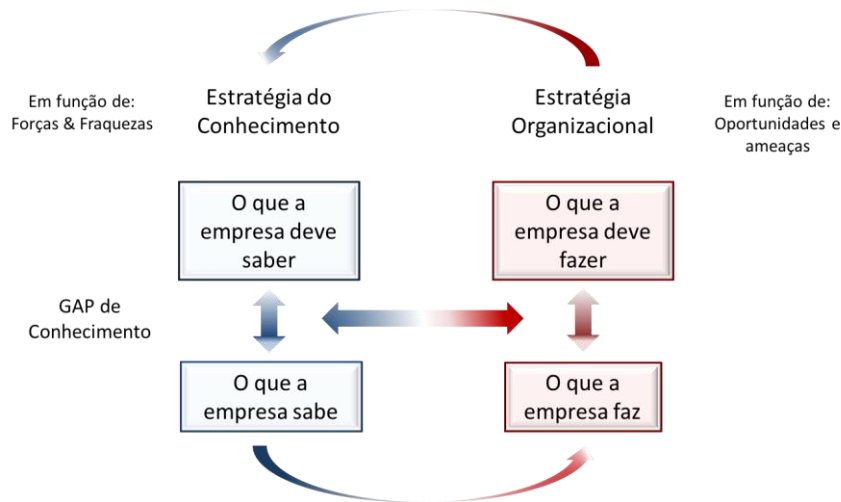 Em função de:
Forças & Fraquezas
Estratégia do
Conhecimento
Estratégia
Organizacional
Em função de:
Oportunidades e
ameaças
O que a
empresa deve
saber
O que a
empresa deve
fazer
GAP de
Conhecimento
O que a
empresa sabe
O que a
empresa faz